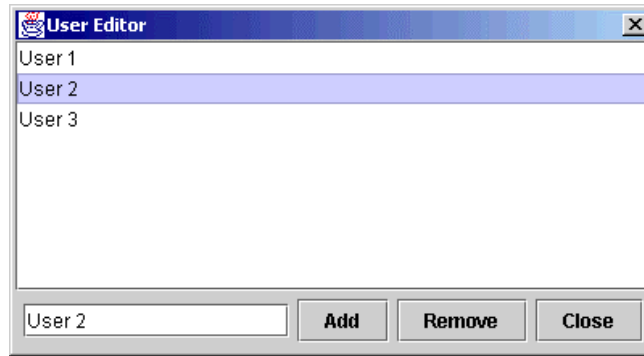 User Editor
User 1
User 2
User 3
User 2 Add Remove Close